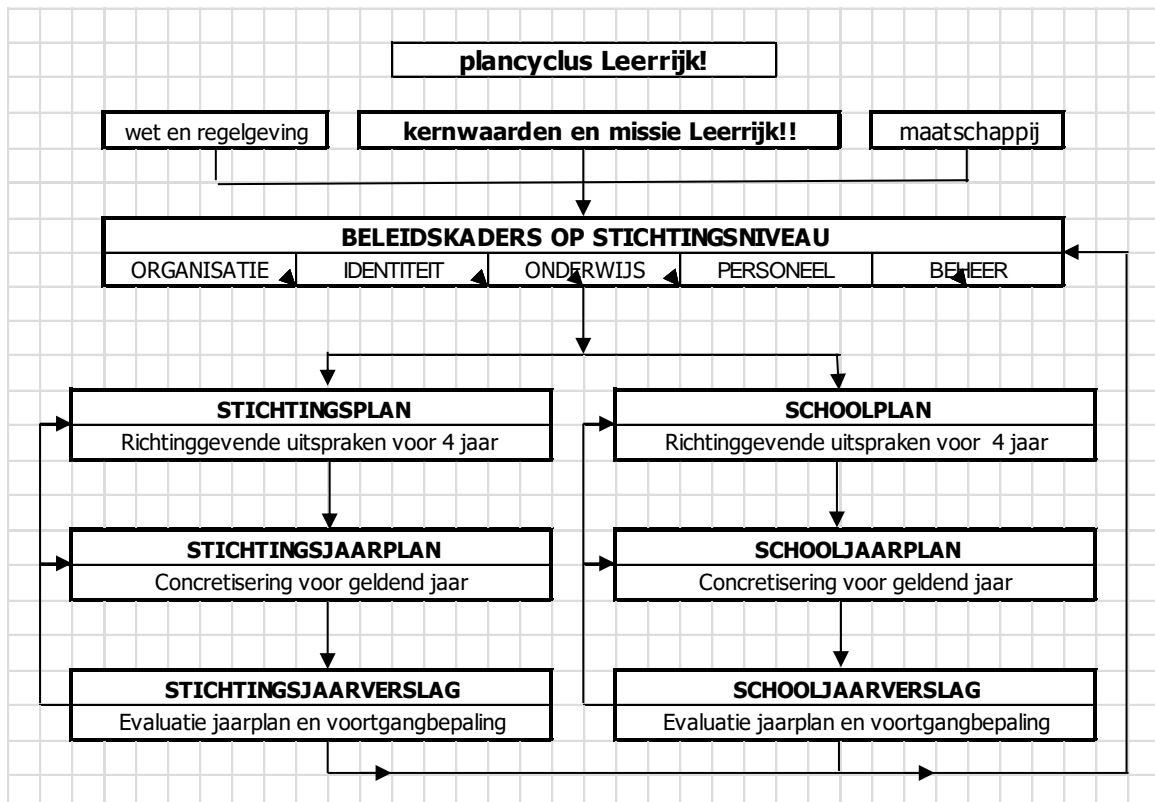 plancyclus Leerrijk!
wet en regelgeving
kernwaarden en missie Leerrijk!!
maatschappij
BELEIDSKADERS OP STICHTINGSNIVEAU
ORGANISATIE IDENTITEIT ONDERWIJS PERSONEEL BEHEER
STICHTINGSPLAN
Richtinggevende uitspraken voor 4 jaar
SCHOOLPLAN
Richtinggevende uitspraken voor 4 jaar
STICHTINGSJAARPLAN
Concretisering voor geldend jaar
SCHOOLJAARPLAN
Concretisering voor geldend jaar
STICHTINGSJAARVERSLAG
Evaluatie jaarplan en voortgangbepaling
SCHOOLJAARVERSLAG
Evaluatie jaarplan en voortgangbepaling